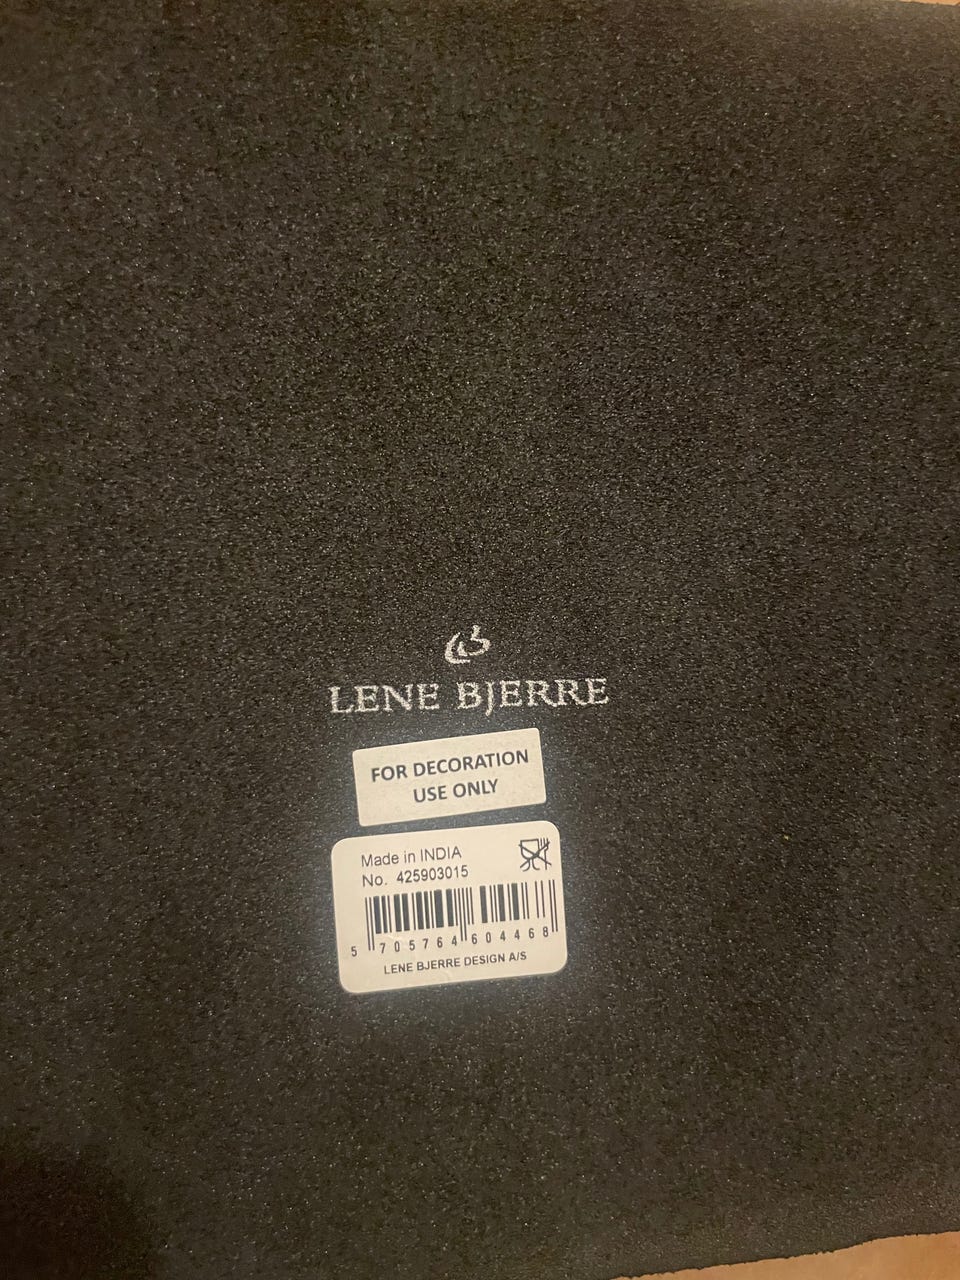 LENE BJERRE
FOR DECORATION
USE ONLY
Made in INDIA
No. 425903015
5 705764 604468
LENE BJERRE DESIGN A/S